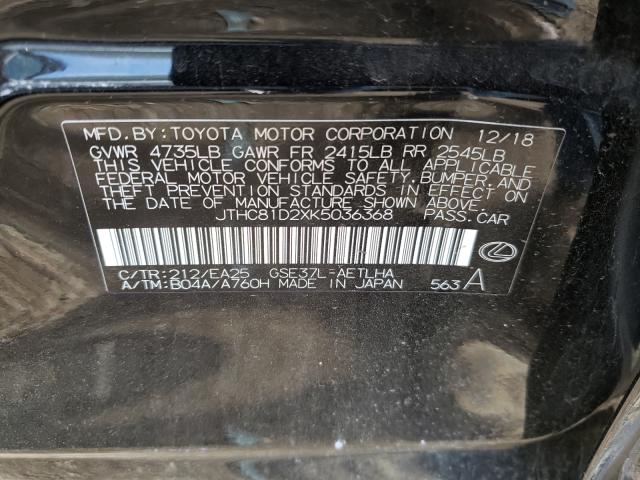 MFD. BY: TOYOTA MOTOR CORPORATION 12/18
GVWR 4735LB GAWR FR 2415LB RR 2545LB
THIS VEHICLE CONFORMS TO ALL APPLICABLE
FEDERAL MOTOR VEHICLE SAFETY, BUMPER, AND
THEFT PREVENTION STANDARDS IN EFFECT ON
THE DATE OF MANUFACTURE SHOWN ABOVE.
JTHC81D2XK5036368 PASS. CAR
C/TR: 212/EA25 GSE37L-AETLHA
A/TM: B04A/A760H MADE IN JAPAN 563 A